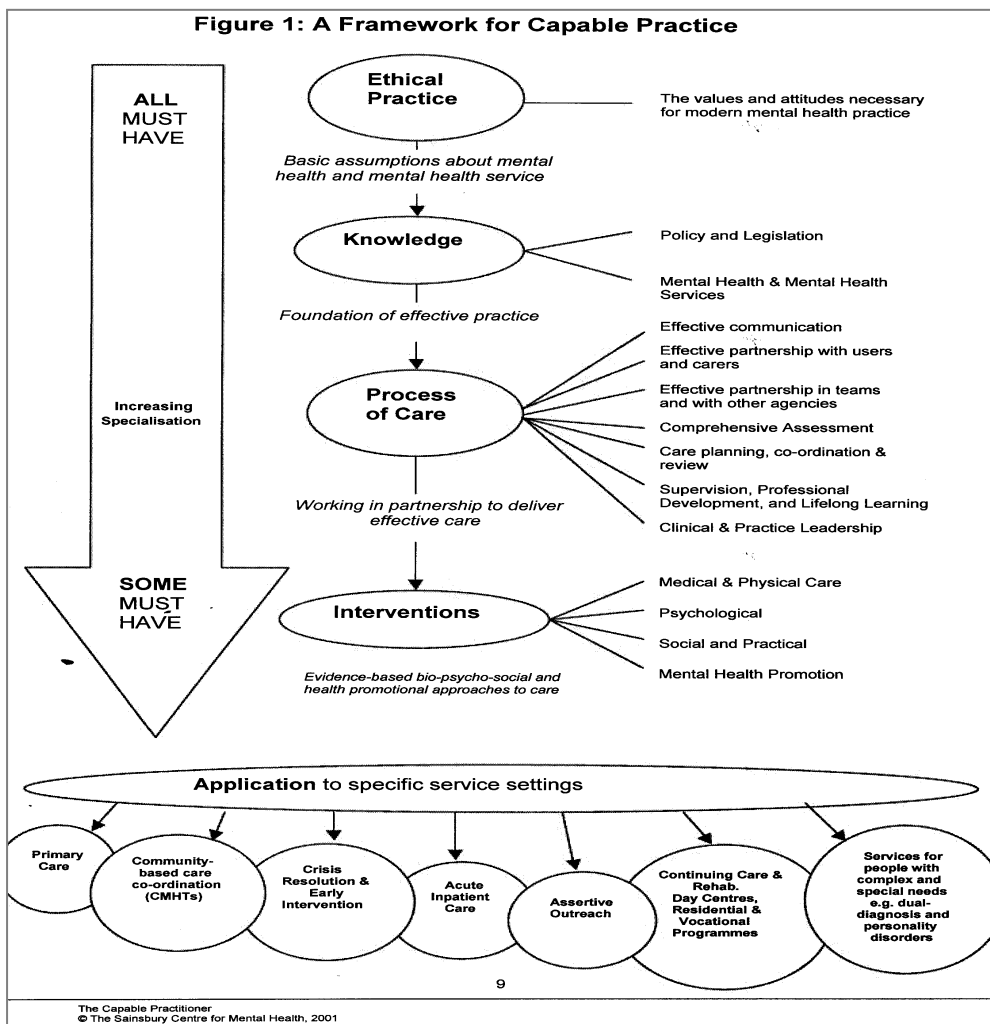 Figure 1: A Framework for Capable Practice
ALL
MUST
HAVE
Increasing
Specialisation
SOME
MUST
HAVE
Ethical
Practice
The values and attitudes necessary
for modern mental health practice
Basic assumptions about mental
health and mental health service
Knowledge
Policy and Legislation
Mental Health & Mental Health
Services
Foundation of effective practice
Process
of Care
Effective communication
Effective partnership with users
and carers
Effective partnership in teams
and with other agencies
Comprehensive Assessment
Care planning, co-ordination &
review
Supervision, Professional
Development, and Lifelong Learning
Clinical & Practice Leadership
Working in partnership to deliver
effective care
Interventions
Medical & Physical Care
Psychological
Social and Practical
Mental Health Promotion
Evidence-based bio-psycho-social and
health promotional approaches to care
Application to specific service settings
Primary
Care
Community-
based care
co-ordination
(CMHTs)
Crisis
Resolution &
Early
Intervention
Acute
Inpatient
Care
Assertive
Outreach
Continuing Care &
Rehab.
Day Centres,
Residential &
Vocational
Programmes
Services for
people with
complex and
special needs
e.g. dual-
diagnosis and
personality
disorders
9
The Capable Practitioner
© The Sainsbury Centre for Mental Health, 2001